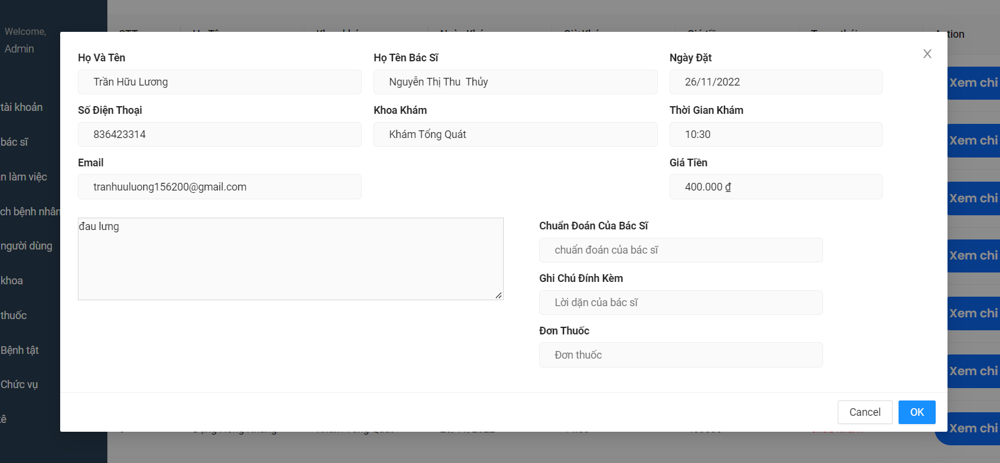 Welcome,
Admin
tài khoản
bác sĩ
n làm việc
ch bệnh nhân
người dùng
khoa
thuốc
Bệnh tật
Chức vụ
ê
tion
Họ Và Tên
Họ Tên Bác Sĩ
Ngày Đặt
Trần Hữu Lương
Nguyễn Thị Thu  Thủy
26/11/2022
Số Điện Thoại
Khoa Khám
Thời Gian Khám
836423314
Khám Tổng Quát
10:30
Email
Giá Tiền
tranhuuluong156200@gmail.com
400.000 ₫
đau lưng
Chuẩn Đoán Của Bác Sĩ
chuẩn đoán của bác sĩ
Ghi Chú Đính Kèm
Lời dặn của bác sĩ
Đơn Thuốc
Đơn thuốc
Cancel
OK
Xem chi
Xem chi
Xem chi
Xem chi
Xem chi
Xem chi
Xem chi